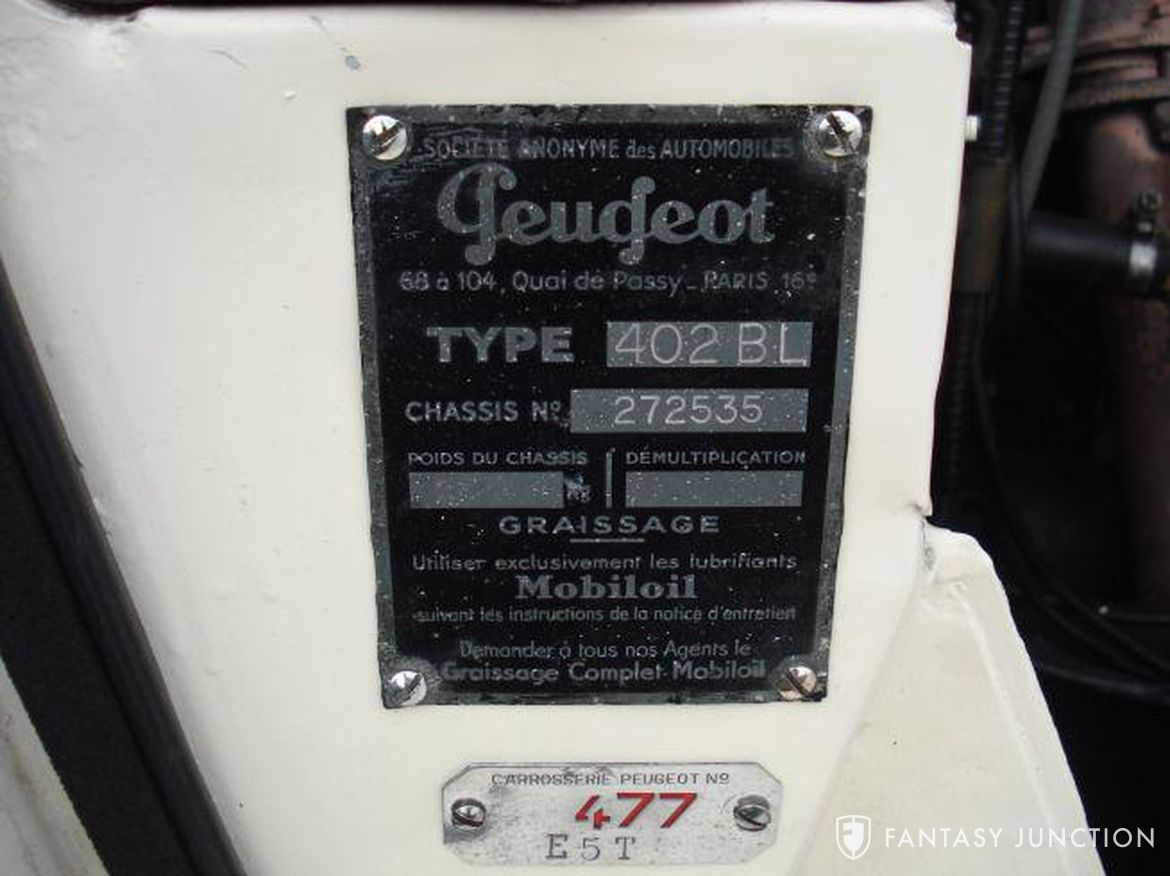 SOCIÉTÉ ANONYME des AUTOMOBILES
Peugeot
68 à 104, Quai de Passy_PARIS 16e
TYPE 402 BL
CHASSIS No. 272535
POIDS DU CHASSIS | DÉMULTIPLICATION
Kg
GRAISSAGE
Utiliser exclusivement les lubrifiants
Mobiloil
suivant les instructions de la notice d'entretien
Demander à tous nos Agents le
Graissage Complet Mobiloil
CARROSSERIE PEUGEOT No
477
E5T
FANTASY JUNCTION